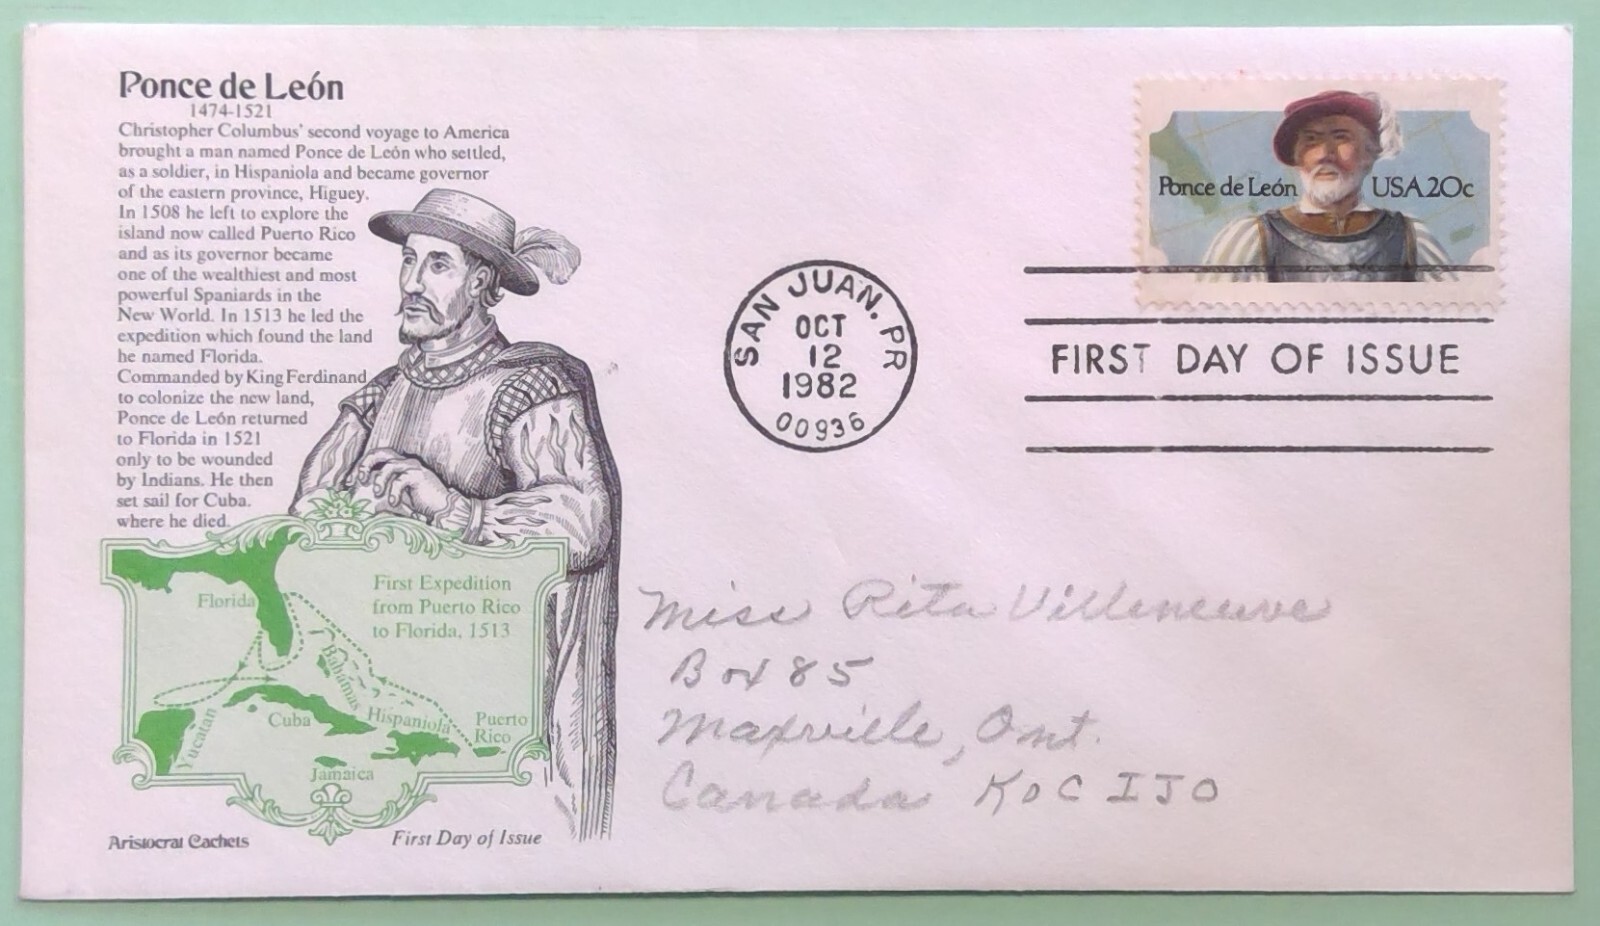 Ponce de León
1474-1521
Christopher Columbus' second voyage to America
brought a man named Ponce de León who settled,
as a soldier, in Hispaniola and became governor
of the eastern province, Higuey.
In 1508 he left to explore the
island now called Puerto Rico
and as its governor became
one of the wealthiest and most
powerful Spaniards in the
New World. In 1513 he led the
expedition which found the land
he named Florida.
Commanded by King Ferdinand
to colonize the new land,
Ponce de León returned
to Florida in 1521
only to be wounded
by Indians. He then
set sail for Cuba.
where he died.
First Expedition
from Puerto Rico
to Florida, 1513
Florida
Bahamas
Yucatan
Cuba
Hispaniola
Puerto
Rico
Jamaica
Aristocrat Cachets
First Day of Issue
SAN JUAN, PR
OCT
12
1982
00936
Ponce de León
USA 20c
FIRST DAY OF ISSUE
Miss Rita Villeneuve
Box 85
Maxville, Ont.
Canada K0C IJ0